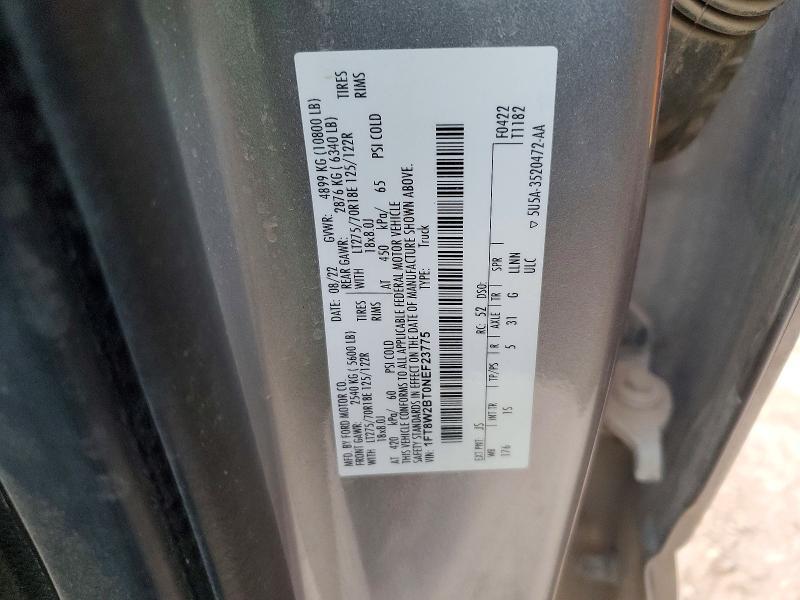 MFD. BY FORD MOTOR CO.
DATE: 08/22 GVWR: 4899 KG (10800 LB)
FRONT GAWR: 2540 KG ( 5600 LB) REAR GAWR: 2876 KG ( 6340 LB)
WITH LT275/70R18E 125/122R TIRES WITH LT275/70R18E 125/122R TIRES
18x8.0J RIMS 18x8.0J RIMS
AT 420 kPa/ 60 PSI COLD AT 450 kPa/ 65 PSI COLD
THIS VEHICLE CONFORMS TO ALL APPLICABLE FEDERAL MOTOR VEHICLE
SAFETY STANDARDS IN EFFECT ON THE DATE OF MANUFACTURE SHOWN ABOVE.
VIN: 1FT8W2BT0NEF23775 TYPE: Truck
EXT PNT: JS RC: 52 DSO: F0422
WB INT TR TP/PS R AXLE TR SPR T1182
176 IS 5 31 G LLNN
ULC
▽ 5U5A-3520472-AA